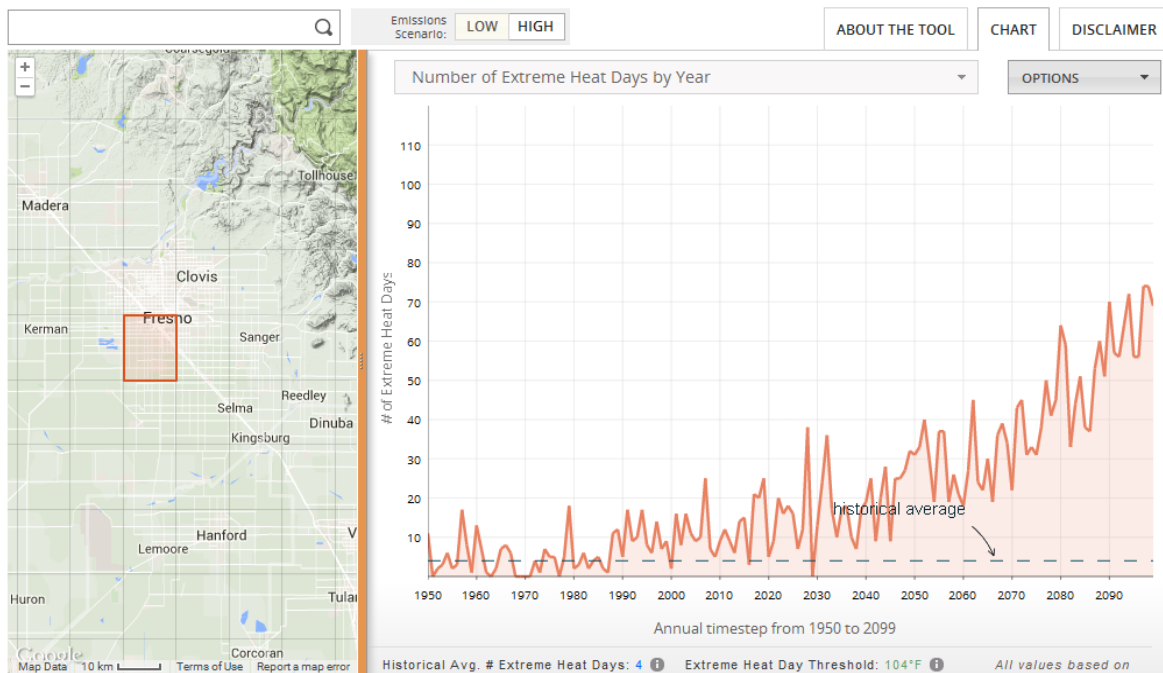 Emissions
Scenario:
LOW
HIGH
ABOUT THE TOOL
CHART
DISCLAIMER
+
−
Coursegold
Tollhouse
Madera
Clovis
Fresno
Kerman
Sanger
Reedley
Selma
Dinuba
Kingsburg
Hanford
V
Lemoore
Huron
Tular
Corcoran
Google
Map Data
10 km
Terms of Use
Report a map error
Number of Extreme Heat Days by Year
OPTIONS
# of Extreme Heat Days
110
100
90
80
70
60
50
40
30
20
10
historical average
1950 1960 1970 1980 1990 2000 2010 2020 2030 2040 2050 2060 2070 2080 2090
Annual timestep from 1950 to 2099
Historical Avg. # Extreme Heat Days: 4 i
Extreme Heat Day Threshold: 104°F i
All values based on